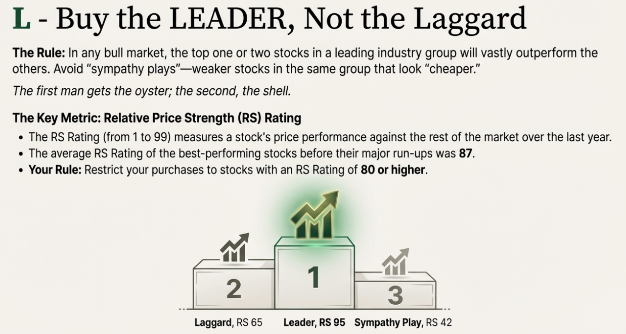 L - Buy the LEADER, Not the Laggard
The Rule: In any bull market, the top one or two stocks in a leading industry group will vastly outperform the
others. Avoid “sympathy plays”—weaker stocks in the same group that look “cheaper.”
The first man gets the oyster; the second, the shell.
The Key Metric: Relative Price Strength (RS) Rating
• The RS Rating (from 1 to 99) measures a stock's price performance against the rest of the market over the last year.
• The average RS Rating of the best-performing stocks before their major run-ups was 87.
• Your Rule: Restrict your purchases to stocks with an RS Rating of 80 or higher.
2 1 3
Laggard, RS 65 Leader, RS 95 Sympathy Play, RS 42